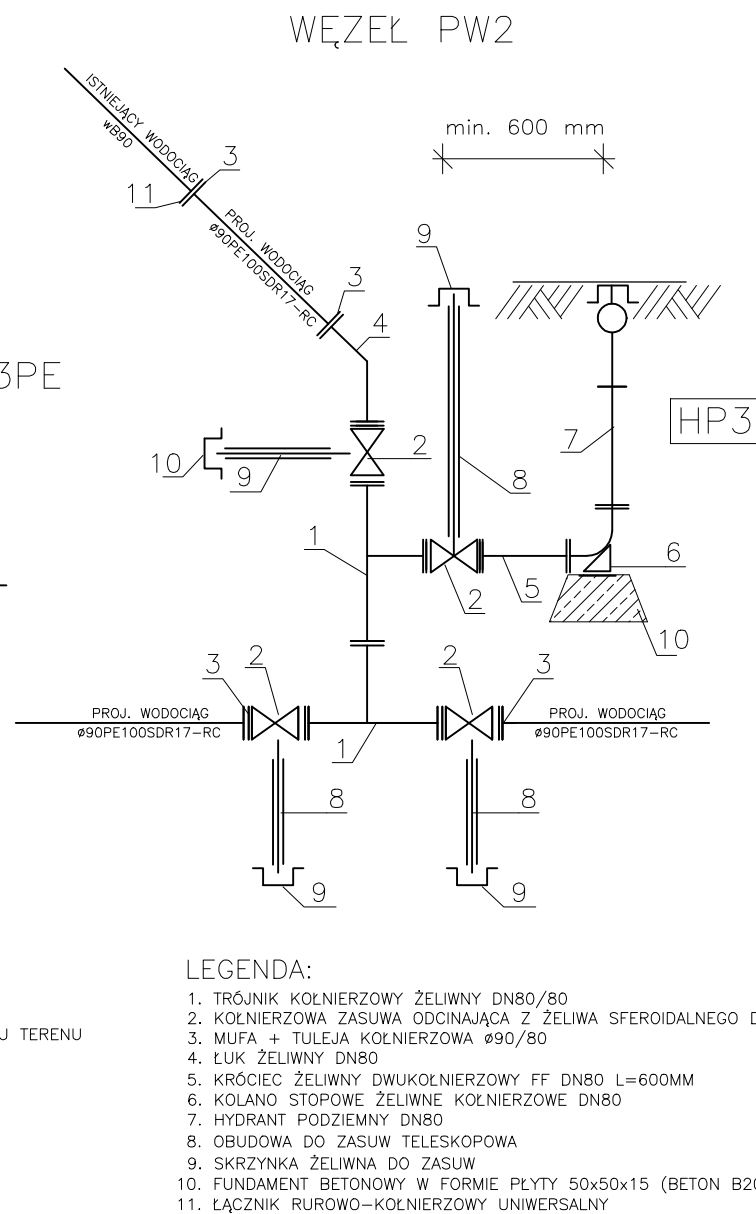 WĘZEŁ PW2
ISTNIEJĄCY WODOCIĄG
wB90
min. 600 mm
3
11
PROJ. WODOCIĄG
ø90PE100SDR17-RC
9
3
4
3PE
HP3
10
9
2
8
7
1
2
5
6
10
3
2
2
3
PROJ. WODOCIĄG
ø90PE100SDR17-RC
1
PROJ. WODOCIĄG
ø90PE100SDR17-RC
8
8
9
9
LEGENDA:
1. TRÓJNIK KOŁNIERZOWY ŻELIWNY DN80/80
2. KOŁNIERZOWA ZASUWA ODCINAJĄCA Z ŻELIWA SFEROIDALNEGO D
U TERENU
3. MUFA + TULEJA KOŁNIERZOWA ø90/80
4. ŁUK ŻELIWNY DN80
5. KRÓCIEC ŻELIWNY DWUKOŁNIERZOWY FF DN80 L=600MM
6. KOLANO STOPOWE ŻELIWNE KOŁNIERZOWE DN80
7. HYDRANT PODZIEMNY DN80
8. OBUDOWA DO ZASUW TELESKOPOWA
9. SKRZYNKA ŻELIWNA DO ZASUW
10. FUNDAMENT BETONOWY W FORMIE PŁYTY 50x50x15 (BETON B20
11. ŁĄCZNIK RUROWO-KOŁNIERZOWY UNIWERSALNY